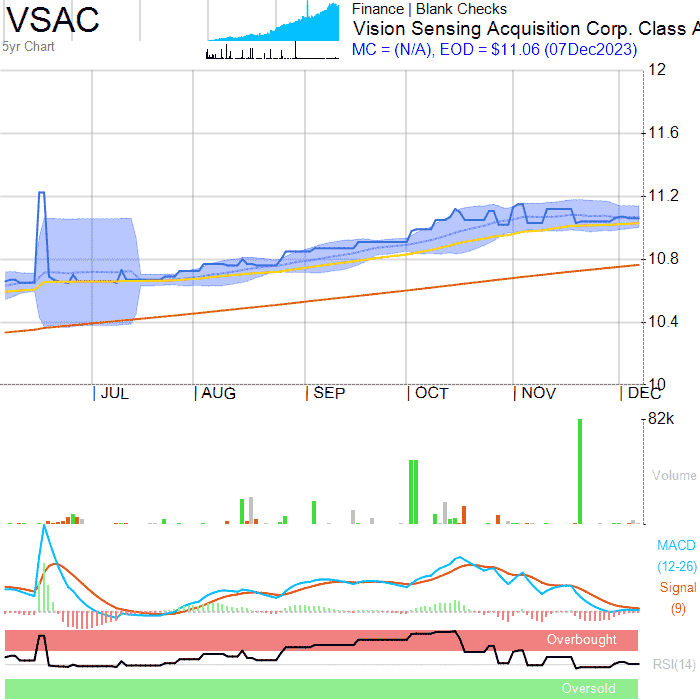 VSAC
5yr Chart
Finance | Blank Checks
Vision Sensing Acquisition Corp. Class A
MC = (N/A), EOD = $11.06 (07Dec2023)
12
11.6
11.2
10.8
10.4
10
JUL AUG SEP OCT NOV DEC
82k
Volume
MACD
(12-26)
Signal
(9)
Overbought
RSI(14)
Oversold